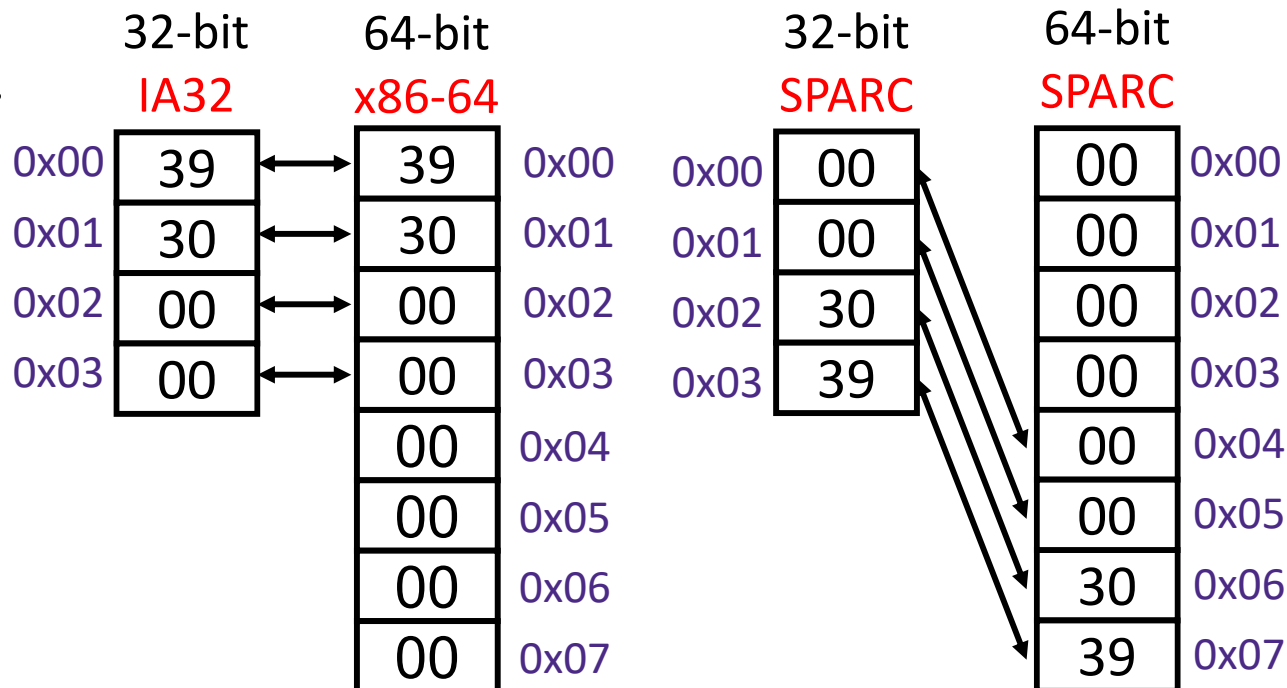 32-bit 64-bit 32-bit 64-bit
IA32 x86-64 SPARC SPARC
0x00 39 39 0x00 0x00 00 00 0x00
0x01 30 30 0x01 0x01 00 00 0x01
0x02 00 00 0x02 0x02 30 00 0x02
0x03 00 00 0x03 0x03 39 00 0x03
00 0x04 00 0x04
00 0x05 00 0x05
00 0x06 30 0x06
00 0x07 39 0x07